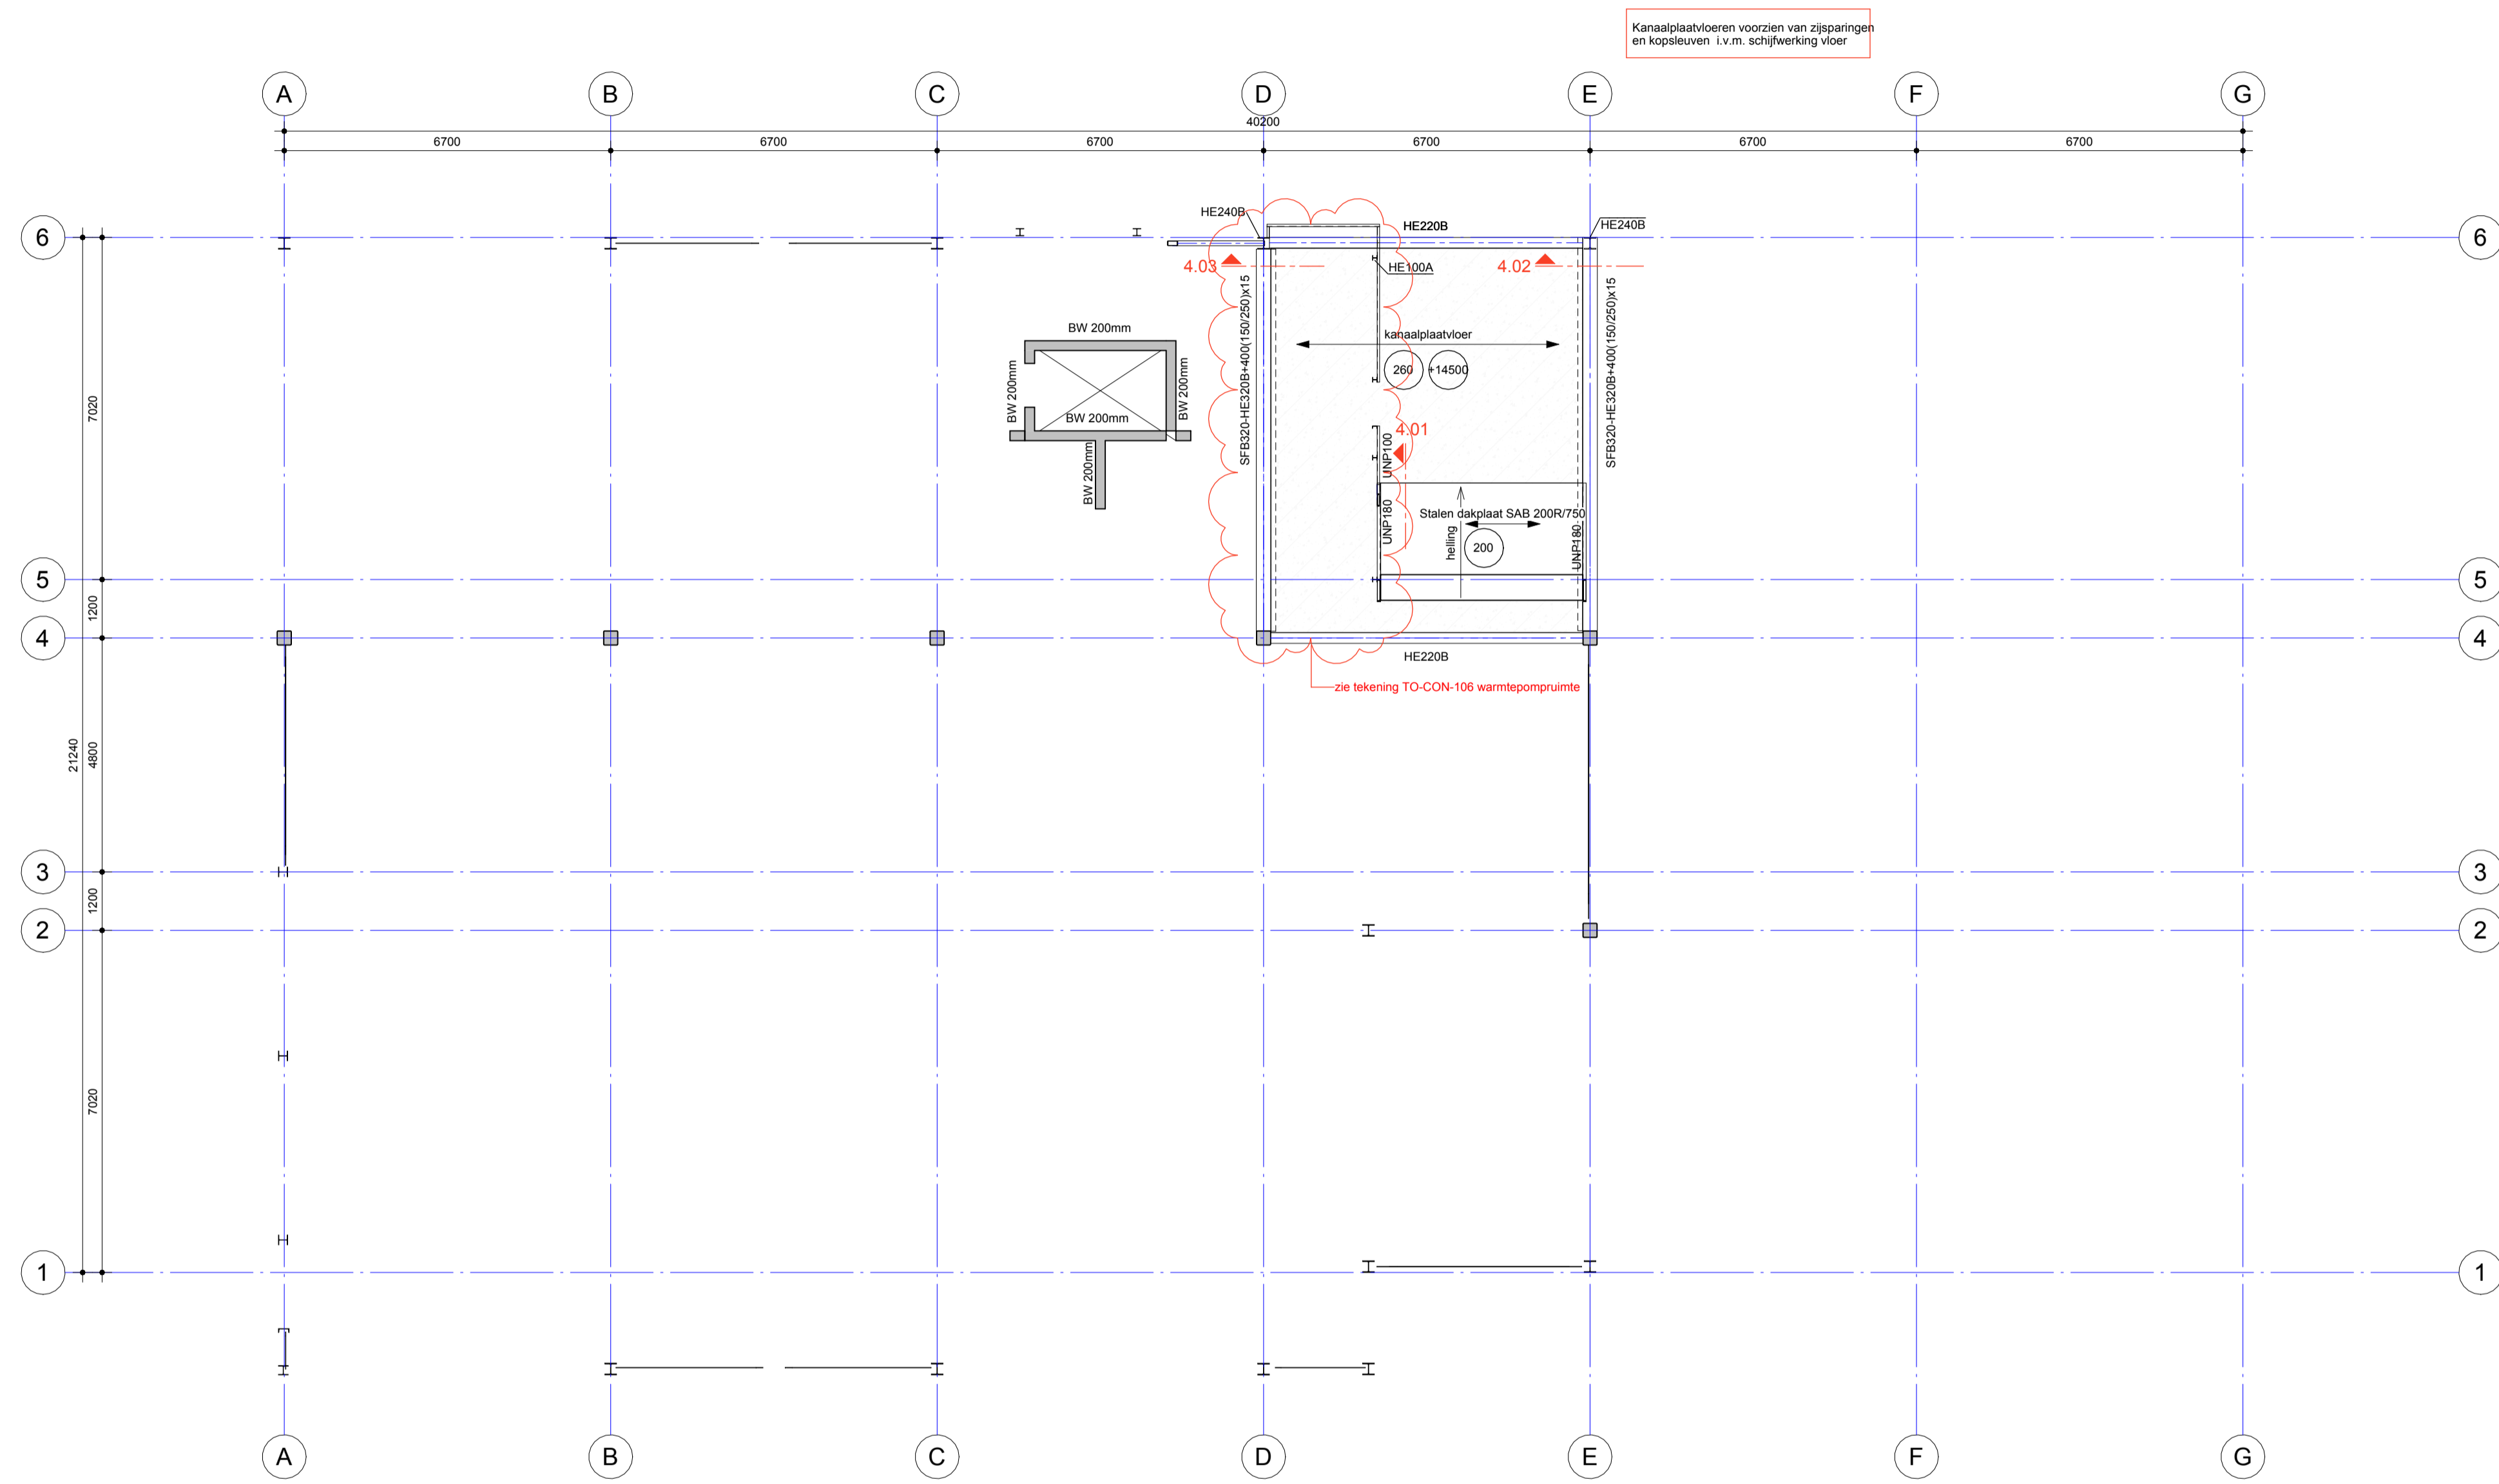 Kanaalplaatvloeren voorzien van zijsparingen
en kopsleuven i.v.m. schijfwerking vloer
A
B
C
D
E
F
G
40200
6700
6700
6700
6700
6700
6700
6
HE240B
HE220B
HE240B
6
4.03
HE100A
4.02
SFB320-HE320B+400(150/250)x15
SFB320-HE320B+400(150/250)x15
BW 200mm
kanaalplaatvloer
260
+14500
BW 200mm
BW 200mm
BW 200mm
7020
4.01
UNP100
BW 200mm
UNP180
Stalen dakplaat SAB 200R/750
helling
200
UNP180
5
5
1200
4
4
HE220B
zie tekening TO-CON-106 warmtepompruimte
21240
4800
3
3
1200
2
2
7020
1
1
A
B
C
D
E
F
G